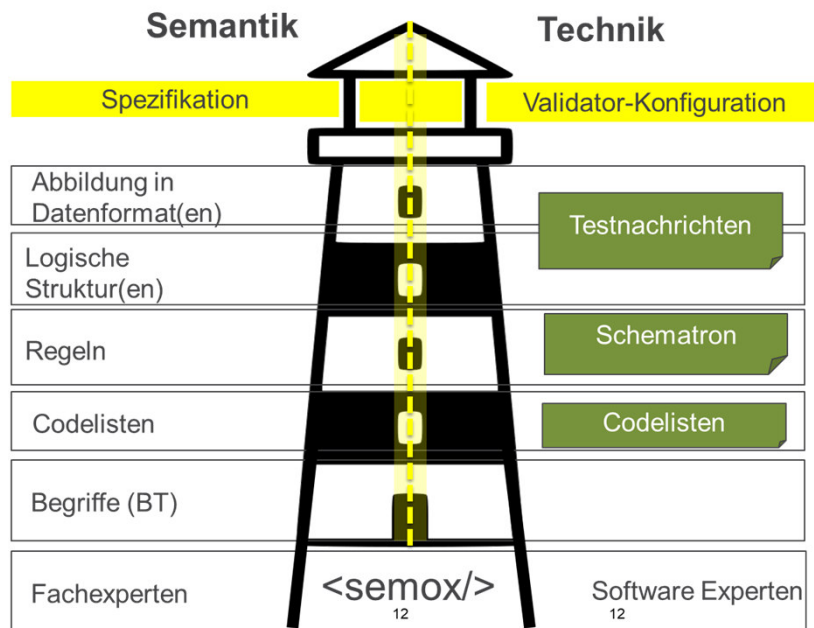 Semantik
Technik
Spezifikation
Validator-Konfiguration
Abbildung in
Datenformat(en)
Testnachrichten
Logische
Struktur(en)
Regeln
Schematron
Codelisten
Codelisten
Begriffe (BT)
Fachexperten
<semox/>
Software Experten
12
12